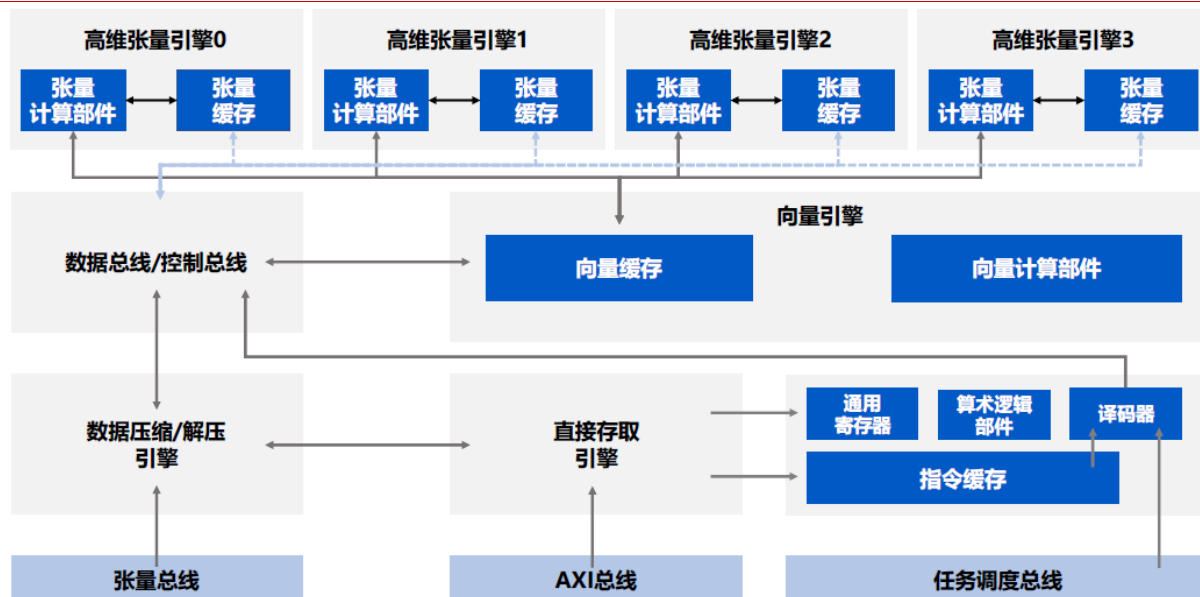 高维张量引擎0
高维张量引擎1
高维张量引擎2
高维张量引擎3
张量
计算部件
张量
缓存
张量
计算部件
张量
缓存
张量
计算部件
张量
缓存
张量
计算部件
张量
缓存
数据总线/控制总线
向量引擎
向量缓存
向量计算部件
数据压缩/解压
引擎
直接存取
引擎
通用
寄存器
算术逻辑
部件
译码器
指令缓存
张量总线
AXI总线
任务调度总线